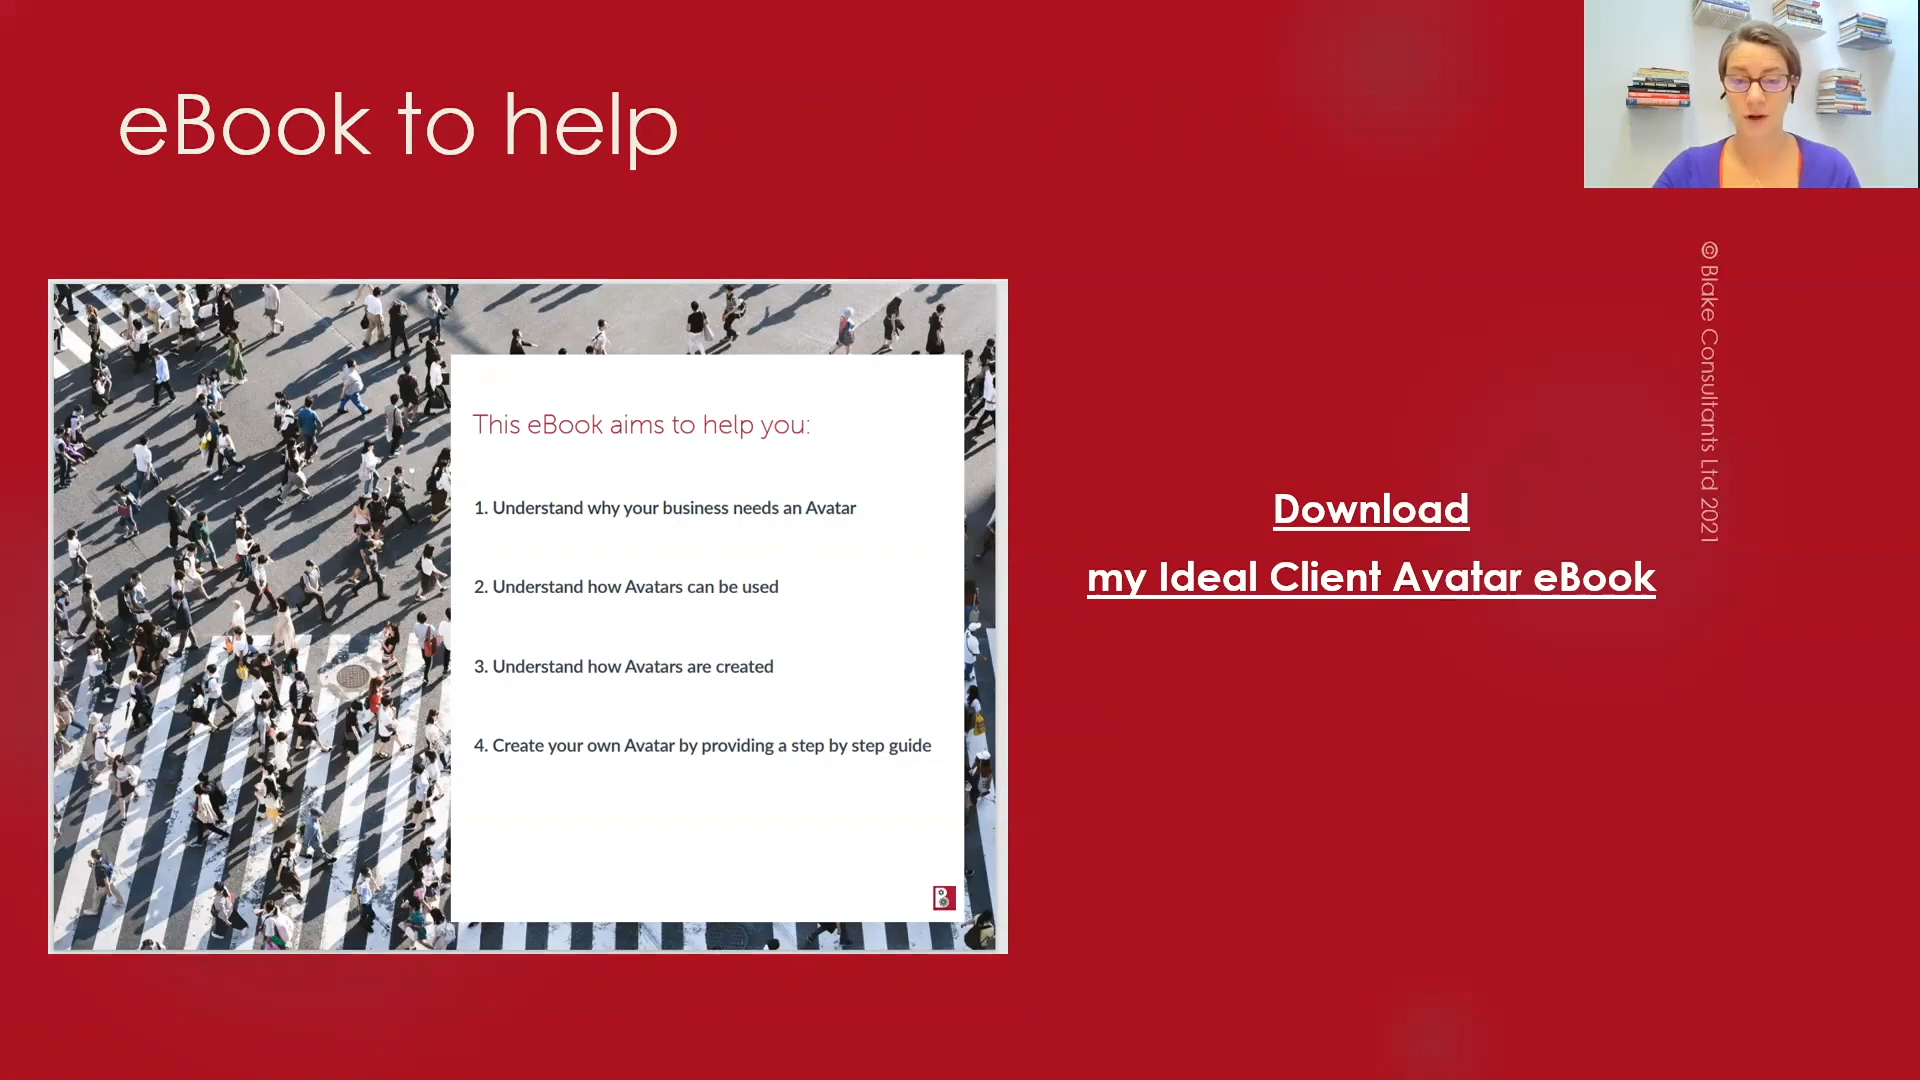 eBook to help
This eBook aims to help you:
1. Understand why your business needs an Avatar
2. Understand how Avatars can be used
3. Understand how Avatars are created
4. Create your own Avatar by providing a step by step guide
B
Download
my Ideal Client Avatar eBook
© Blake Consultants Ltd 2021